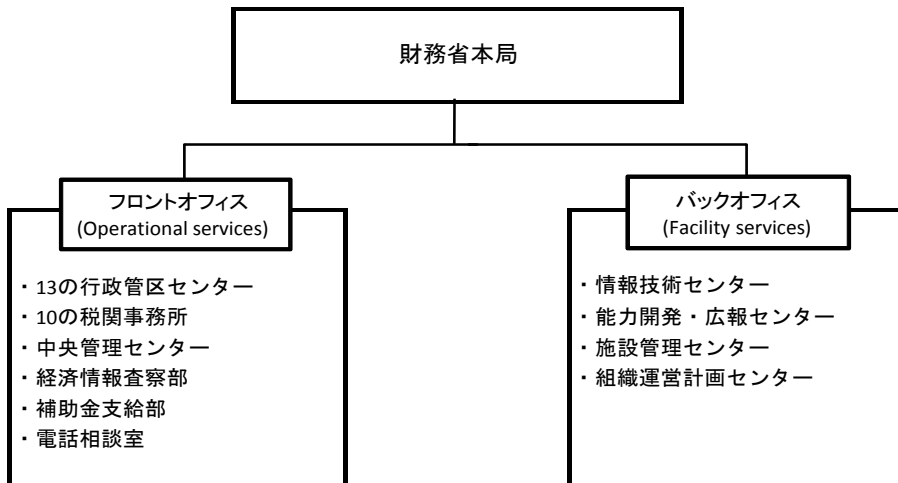 財務省本局
フロントオフィス
(Operational services)
・13の行政管区センター
・10の税関事務所
・中央管理センター
・経済情報査察部
・補助金支給部
・電話相談室
バックオフィス
(Facility services)
・情報技術センター
・能力開発・広報センター
・施設管理センター
・組織運営計画センター